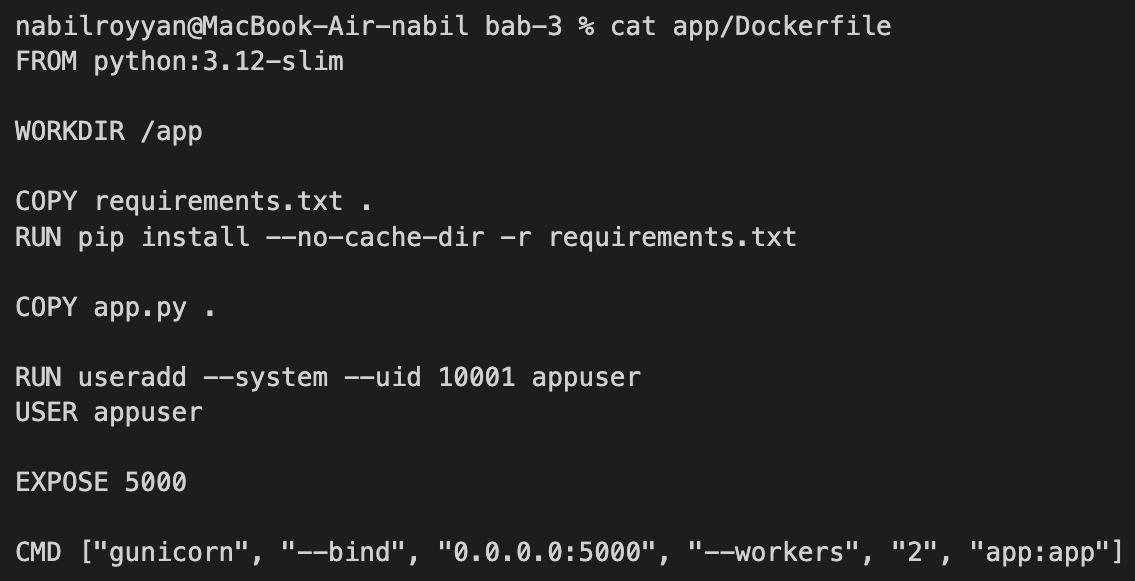 nabilroyyan@MacBook-Air-nabil bab-3 % cat app/Dockerfile
FROM python:3.12-slim
WORKDIR /app
COPY requirements.txt .
RUN pip install --no-cache-dir -r requirements.txt
COPY app.py .
RUN useradd --system --uid 10001 appuser
USER appuser
EXPOSE 5000
CMD ["gunicorn", "--bind", "0.0.0.0:5000", "--workers", "2", "app:app"]